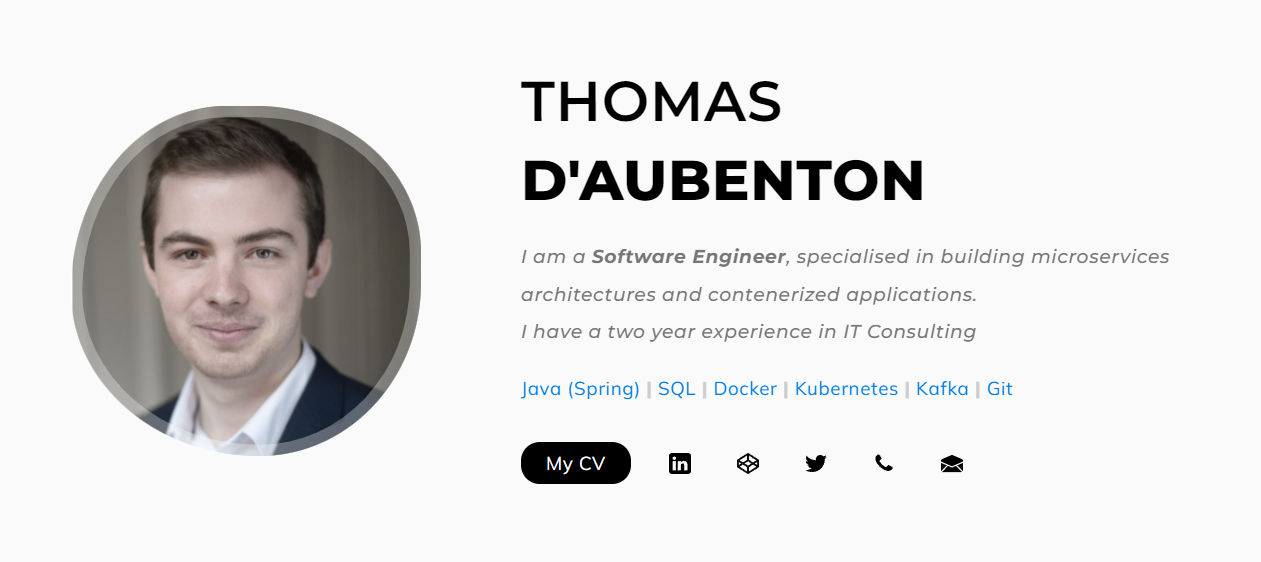 THOMAS
D'AUBENTON
I am a Software Engineer, specialised in building microservices
architectures and contenerized applications.
I have a two year experience in IT Consulting
Java (Spring) | SQL | Docker | Kubernetes | Kafka | Git
My CV in